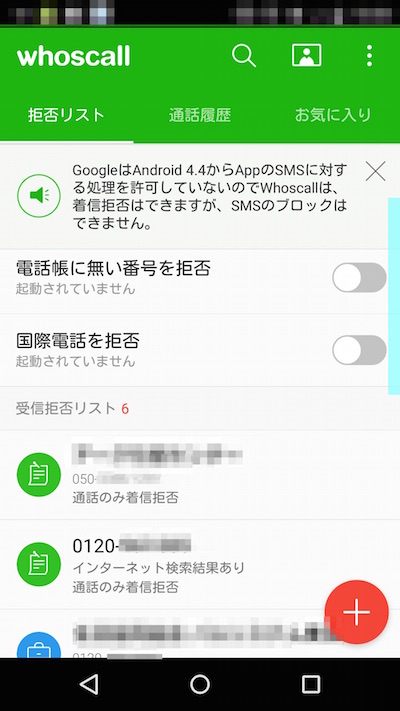 whoscall
拒否リスト 通話履歴 お気に入り
GoogleはAndroid 4.4からAppのSMSに対す
る処理を許可していないのでWhoscallは、
着信拒否はできますが、SMSのブロックは
できません。
電話帳に無い番号を拒否
起動されていません
国際電話を拒否
起動されていません
受信拒否リスト 6
050-
通話のみ着信拒否
0120-
インターネット検索結果あり
通話のみ着信拒否
0120-